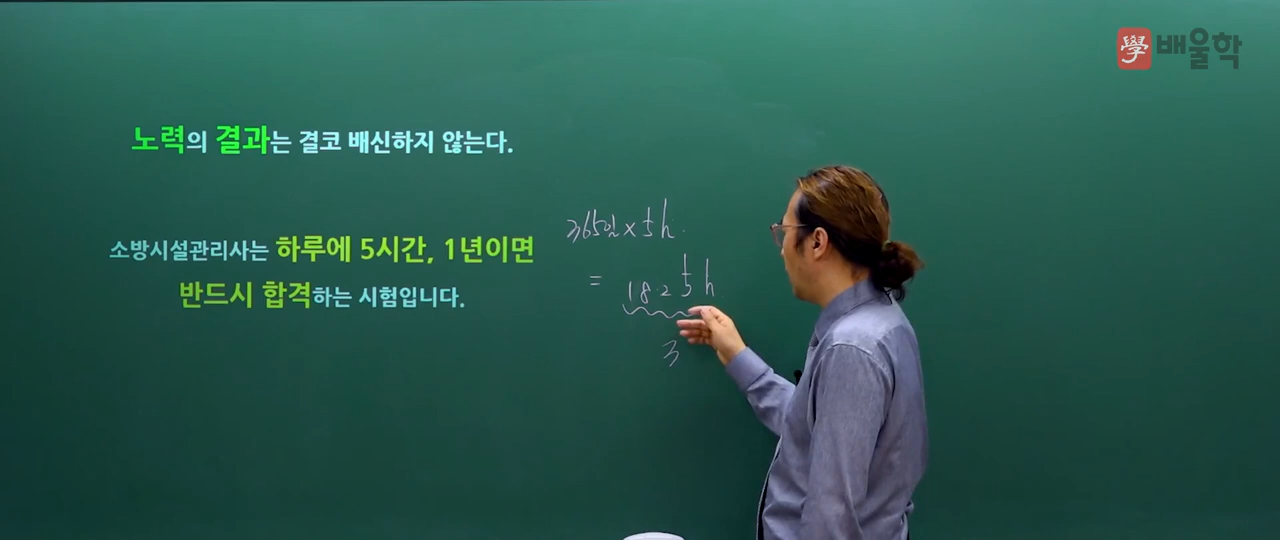 學 배울학
노력의 결과는 결코 배신하지 않는다.
소방시설관리사는 하루에 5시간, 1년이면
반드시 합격하는 시험입니다.
365일 x 5h.
= 1825h
3